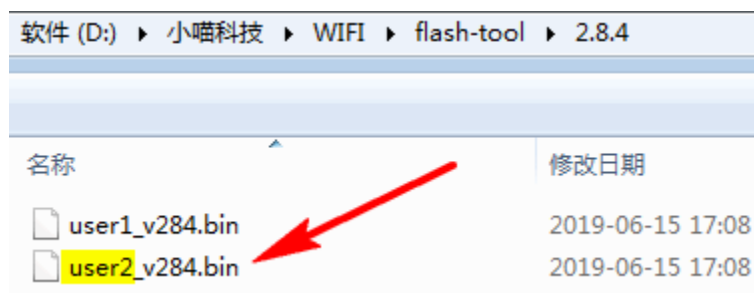 软件 (D:) ▸ 小喵科技 ▸ WIFI ▸ flash-tool ▸ 2.8.4
名称 修改日期
user1_v284.bin 2019-06-15 17:08
user2_v284.bin 2019-06-15 17:08